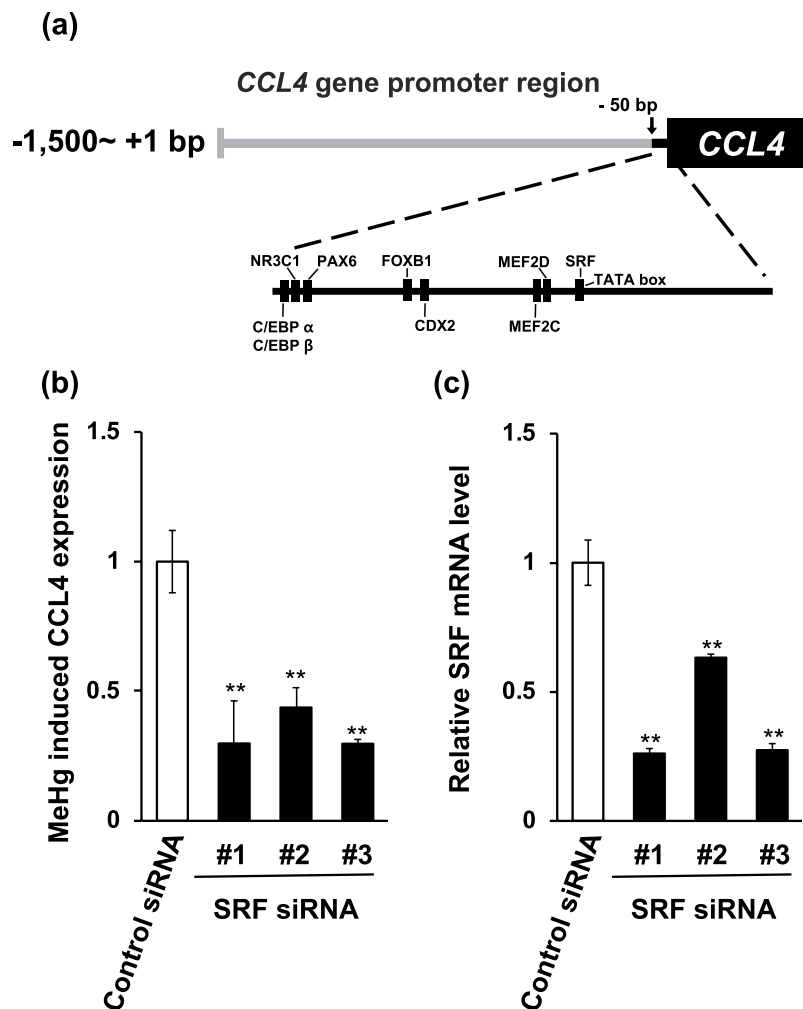 (a)
CCL4 gene promoter region
- 50 bp
-1,500~ +1 bp
CCL4
NR3C1 PAX6 FOXB1 MEF2D SRF
TATA box
C/EBP α CDX2 MEF2C
C/EBP β
(b)
MeHg induced CCL4 expression
1.5
1
0.5
0
**
**
**
Control siRNA
#1 #2 #3
SRF siRNA
(c)
Relative SRF mRNA level
1.5
1
0.5
0
**
**
**
Control siRNA
#1 #2 #3
SRF siRNA